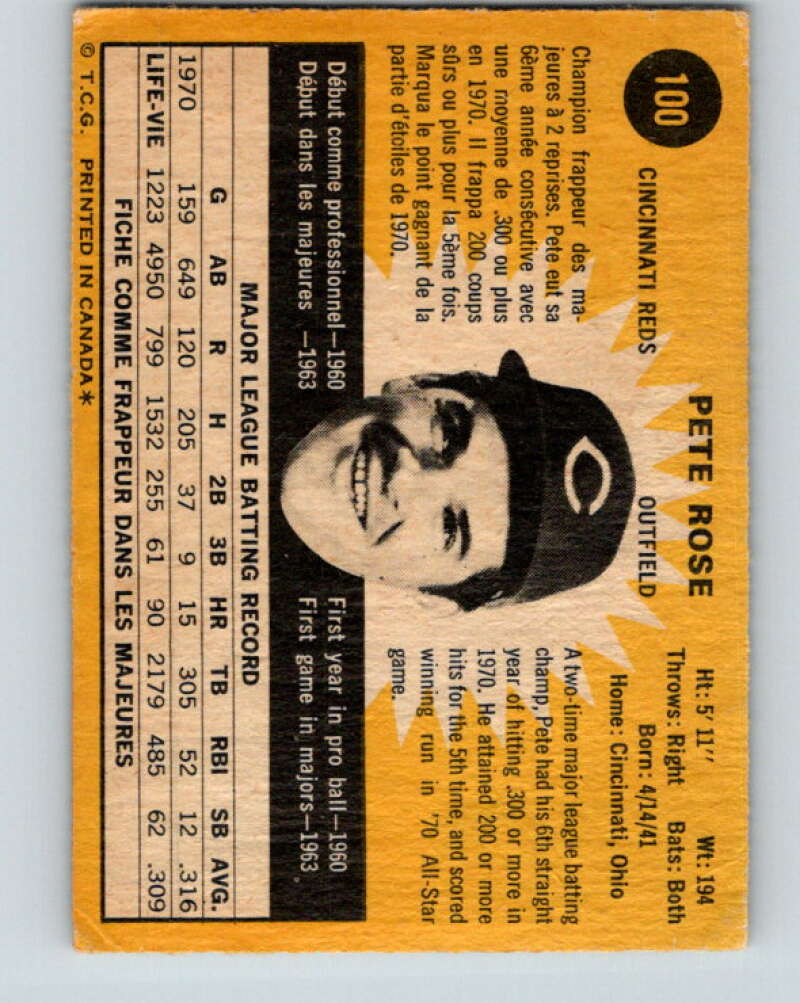 100
PETE ROSE
CINCINNATI REDS OUTFIELD
Ht: 5' 11" Wt: 194
Throws: Right Bats: Both
Born: 4/14/41
Home: Cincinnati, Ohio
Champion frappeur des ma-
jeures à 2 reprises. Pete eut sa
6ème année consécutive avec
une moyenne de .300 ou plus
en 1970. Il frappa 200 coups
sûrs ou plus pour la 5ème fois.
Marqua le point gagnant de la
partie d'étoiles de 1970.
A two-time major league batting
champ, Pete had his 6th straight
year of hitting .300 or more in
1970. He attained 200 or more
hits for the 5th time, and scored
winning run in '70 All-Star
game.
C
Début comme professionnel—1960
Début dans les majeures —1963
First year in pro ball—1960
First game in majors—1963
MAJOR LEAGUE BATTING RECORD
G AB R H 2B 3B HR TB RBI SB AVG.
1970 159 649 120 205 37 9 15 305 52 12 .316
LIFE-VIE 1223 4950 799 1532 255 61 90 2179 485 62 .309
FICHE COMME FRAPPEUR DANS LES MAJEURES
© T.C.G. PRINTED IN CANADA *